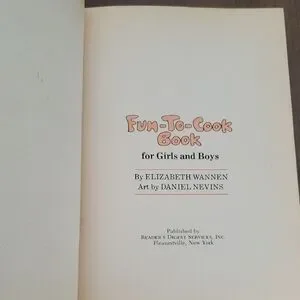 Fun-To-Cook
Book
for Girls and Boys
By ELIZABETH WANNEN
Art by DANIEL NEVINS
Published by
READER'S DIGEST SERVICES, INC.
Pleasantville, New York